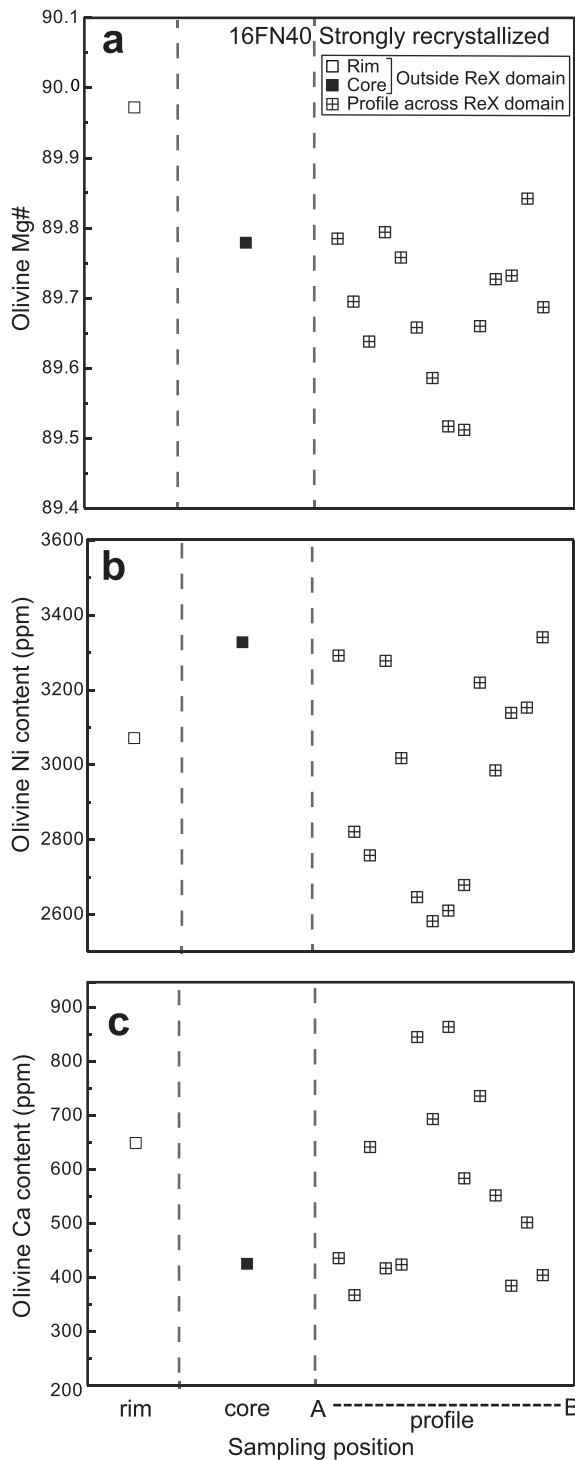 a
16FN40 Strongly recrystallized
Rim
Core
Outside ReX domain
Profile across ReX domain
Olivine Mg#
90.1
90.0
89.9
89.8
89.7
89.6
89.5
89.4
b
Olivine Ni content (ppm)
3600
3400
3200
3000
2800
2600
c
Olivine Ca content (ppm)
900
800
700
600
500
400
300
200
rim
core
A
profile
B
Sampling position